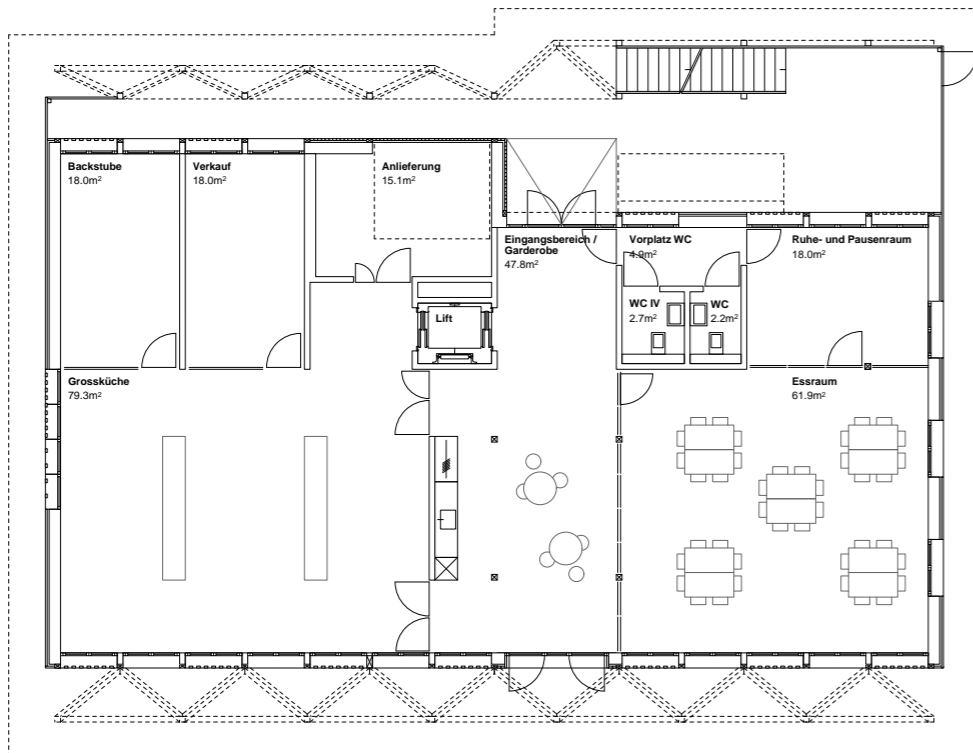 Backstube
18.0m²
Verkauf
18.0m²
Anlieferung
15.1m²
Eingangsbereich /
Garderobe
47.8m²
Vorplatz WC
4.9m²
Ruhe- und Pausenraum
18.0m²
WC IV
2.7m²
WC
2.2m²
Lift
Grossküche
79.3m²
Essraum
61.9m²